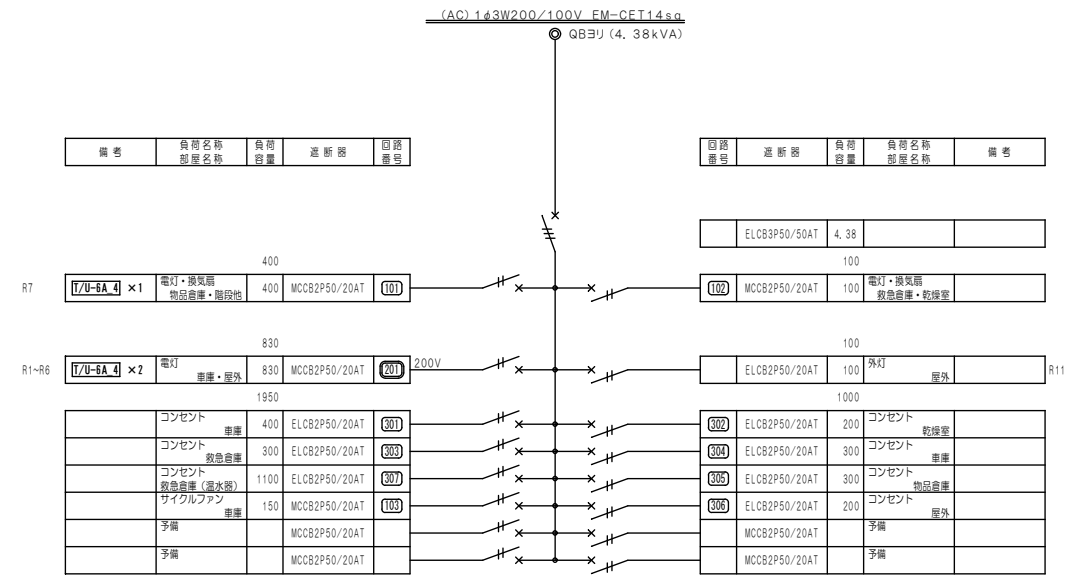 (AC)1φ3W200/100V EM-CET14sq
QBヨリ(4.38kVA)
備考 負荷名称 部屋名称 負荷容量 遮断器 回路番号
回路番号 遮断器 負荷容量 負荷名称 部屋名称 備考
ELCB3P50/50AT 4.38
400
100
R7 T/U-6A_4 ×1 電灯・換気扇 物品倉庫・階段他 400 MCCB2P50/20AT 101
102 MCCB2P50/20AT 100 電灯・換気扇 救急倉庫・乾燥室
830
100
R1~R6 T/U-6A_4 ×2 電灯 車庫・屋外 830 MCCB2P50/20AT 201 200V
ELCB2P50/20AT 100 外灯 屋外 R11
1950
1000
コンセント 車庫 400 ELCB2P50/20AT 301
302 ELCB2P50/20AT 200 コンセント 乾燥室
コンセント 救急倉庫 300 ELCB2P50/20AT 303
304 ELCB2P50/20AT 300 コンセント 車庫
コンセント 救急倉庫(温水器) 1100 ELCB2P50/20AT 307
305 ELCB2P50/20AT 300 コンセント 物品倉庫
サイクルファン 車庫 150 MCCB2P50/20AT 103
306 ELCB2P50/20AT 200 コンセント 屋外
予備 MCCB2P50/20AT
MCCB2P50/20AT 予備
予備 MCCB2P50/20AT
MCCB2P50/20AT 予備